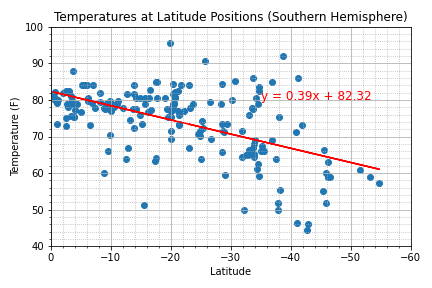 Temperatures at Latitude Positions (Southern Hemisphere)
100
90
80
70
60
50
40
Temperature (F)
y = 0.39x + 82.32
0 −10 −20 −30 −40 −50 −60
Latitude